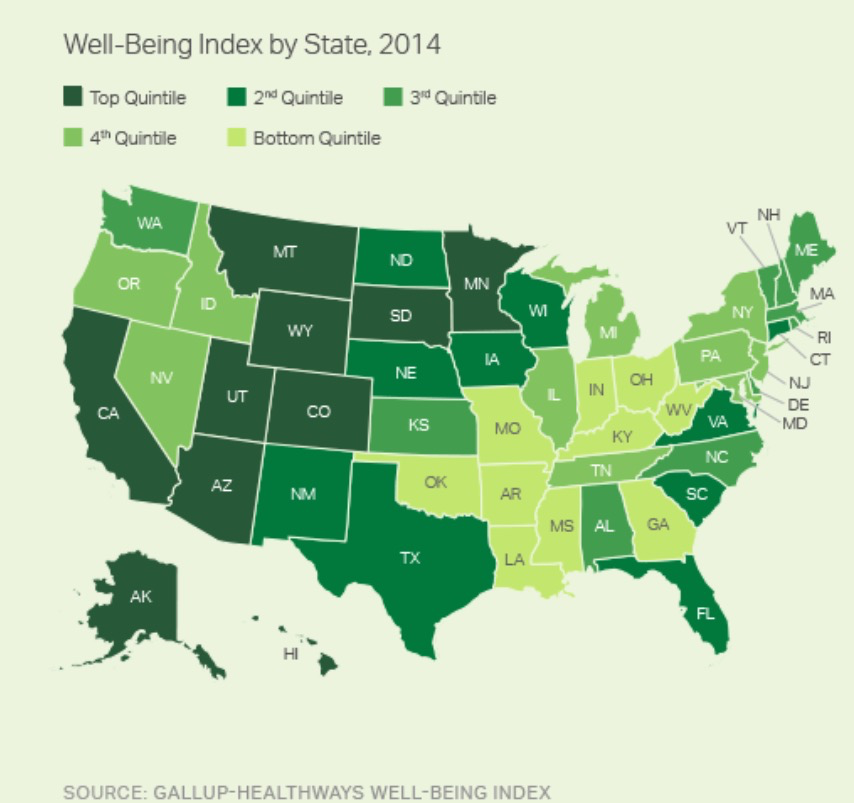 Well-Being Index by State, 2014
Top Quintile 2nd Quintile 3rd Quintile
4th Quintile Bottom Quintile
NH
VT
WA
ME
MT
ND
OR
MN
MA
ID
SD
WI
NY
WY
MI
RI
PA
CT
NE
IA
NV
OH
NJ
UT
IL
IN
DE
CO
CA
WV
MD
KS
MO
VA
KY
NC
TN
AZ
OK
NM
AR
SC
MS
AL
GA
TX
LA
AK
FL
HI
SOURCE: GALLUP-HEALTHWAYS WELL-BEING INDEX